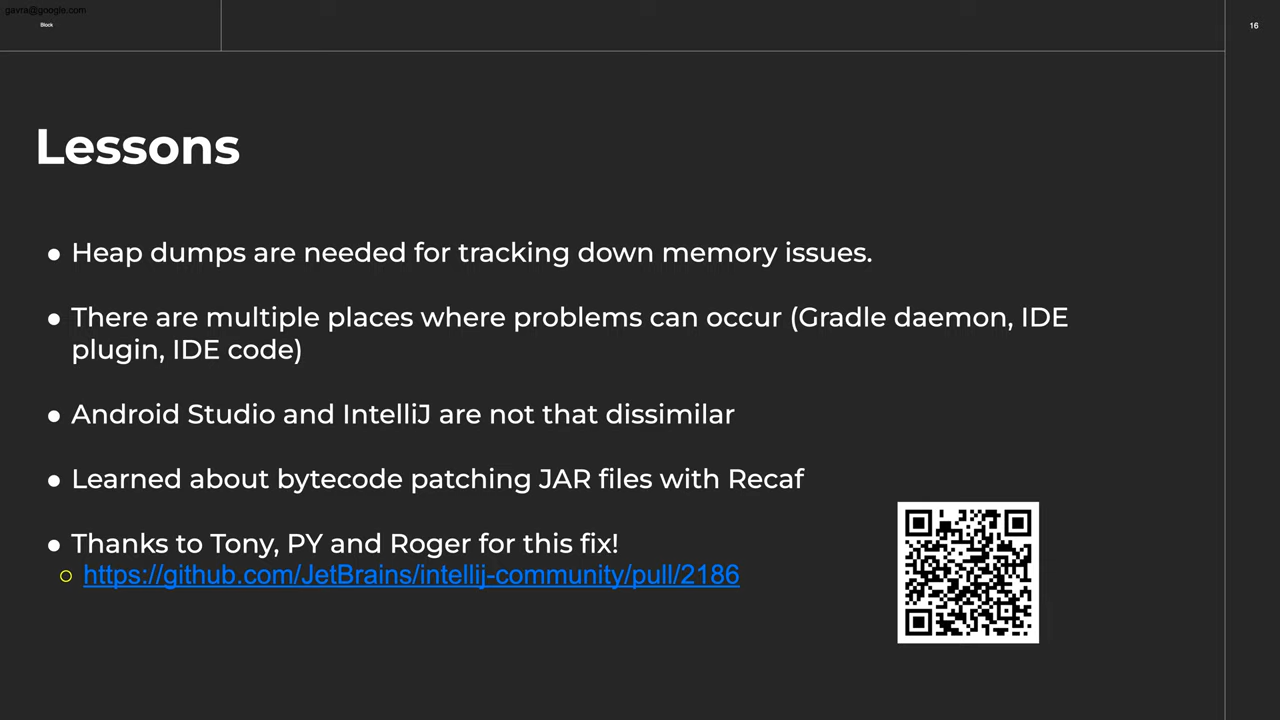 gavra@google.com
Block
16
Lessons
● Heap dumps are needed for tracking down memory issues.
● There are multiple places where problems can occur (Gradle daemon, IDE
plugin, IDE code)
● Android Studio and IntelliJ are not that dissimilar
● Learned about bytecode patching JAR files with Recaf
● Thanks to Tony, PY and Roger for this fix!
○ https://github.com/JetBrains/intellij-community/pull/2186